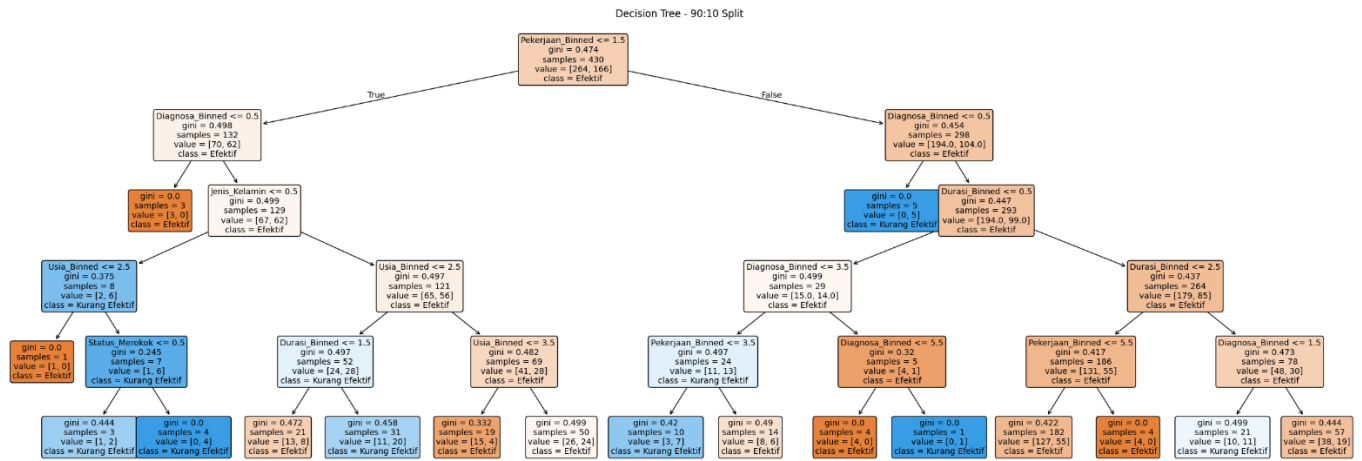 Decision Tree - 90:10 Split
Pekerjaan_Binned <= 1.5
gini = 0.474
samples = 430
value = [264, 166]
class = Efektif
True
False
Diagnosa_Binned <= 0.5
gini = 0.498
samples = 132
value = [70, 62]
class = Efektif
Diagnosa_Binned <= 0.5
gini = 0.454
samples = 298
value = [194.0, 104.0]
class = Efektif
gini = 0.0
samples = 3
value = [3, 0]
class = Efektif
Jenis_Kelamin <= 0.5
gini = 0.499
samples = 129
value = [67, 62]
class = Efektif
gini = 0.0
samples = 5
value = [0, 5]
class = Kurang Efektif
Durasi_Binned <= 0.5
gini = 0.447
samples = 293
value = [194.0, 99.0]
class = Efektif
Usia_Binned <= 2.5
gini = 0.375
samples = 8
value = [2, 6]
class = Kurang Efektif
Usia_Binned <= 2.5
gini = 0.497
samples = 121
value = [65, 56]
class = Efektif
Diagnosa_Binned <= 3.5
gini = 0.499
samples = 29
value = [15.0, 14.0]
class = Efektif
Durasi_Binned <= 2.5
gini = 0.437
samples = 264
value = [179, 85]
class = Efektif
gini = 0.0
samples = 1
value = [1, 0]
class = Efektif
Status_Merokok <= 0.5
gini = 0.245
samples = 7
value = [1, 6]
class = Kurang Efektif
Durasi_Binned <= 1.5
gini = 0.497
samples = 52
value = [24, 28]
class = Kurang Efektif
Usia_Binned <= 3.5
gini = 0.482
samples = 69
value = [41, 28]
class = Efektif
Pekerjaan_Binned <= 3.5
gini = 0.497
samples = 24
value = [11, 13]
class = Kurang Efektif
Diagnosa_Binned <= 5.5
gini = 0.32
samples = 5
value = [4, 1]
class = Efektif
Pekerjaan_Binned <= 5.5
gini = 0.417
samples = 186
value = [131, 55]
class = Efektif
Diagnosa_Binned <= 1.5
gini = 0.473
samples = 78
value = [48, 30]
class = Efektif
gini = 0.444
samples = 3
value = [1, 2]
class = Kurang Efektif
gini = 0.0
samples = 4
value = [0, 4]
class = Kurang Efektif
gini = 0.472
samples = 21
value = [13, 8]
class = Efektif
gini = 0.458
samples = 31
value = [11, 20]
class = Kurang Efektif
gini = 0.332
samples = 19
value = [15, 4]
class = Efektif
gini = 0.499
samples = 50
value = [26, 24]
class = Efektif
gini = 0.42
samples = 10
value = [3, 7]
class = Kurang Efektif
gini = 0.49
samples = 14
value = [8, 6]
class = Efektif
gini = 0.0
samples = 4
value = [4, 0]
class = Efektif
gini = 0.0
samples = 1
value = [0, 1]
class = Kurang Efektif
gini = 0.422
samples = 182
value = [127, 55]
class = Efektif
gini = 0.0
samples = 4
value = [4, 0]
class = Efektif
gini = 0.499
samples = 21
value = [10, 11]
class = Kurang Efektif
gini = 0.444
samples = 57
value = [38, 19]
class = Efektif